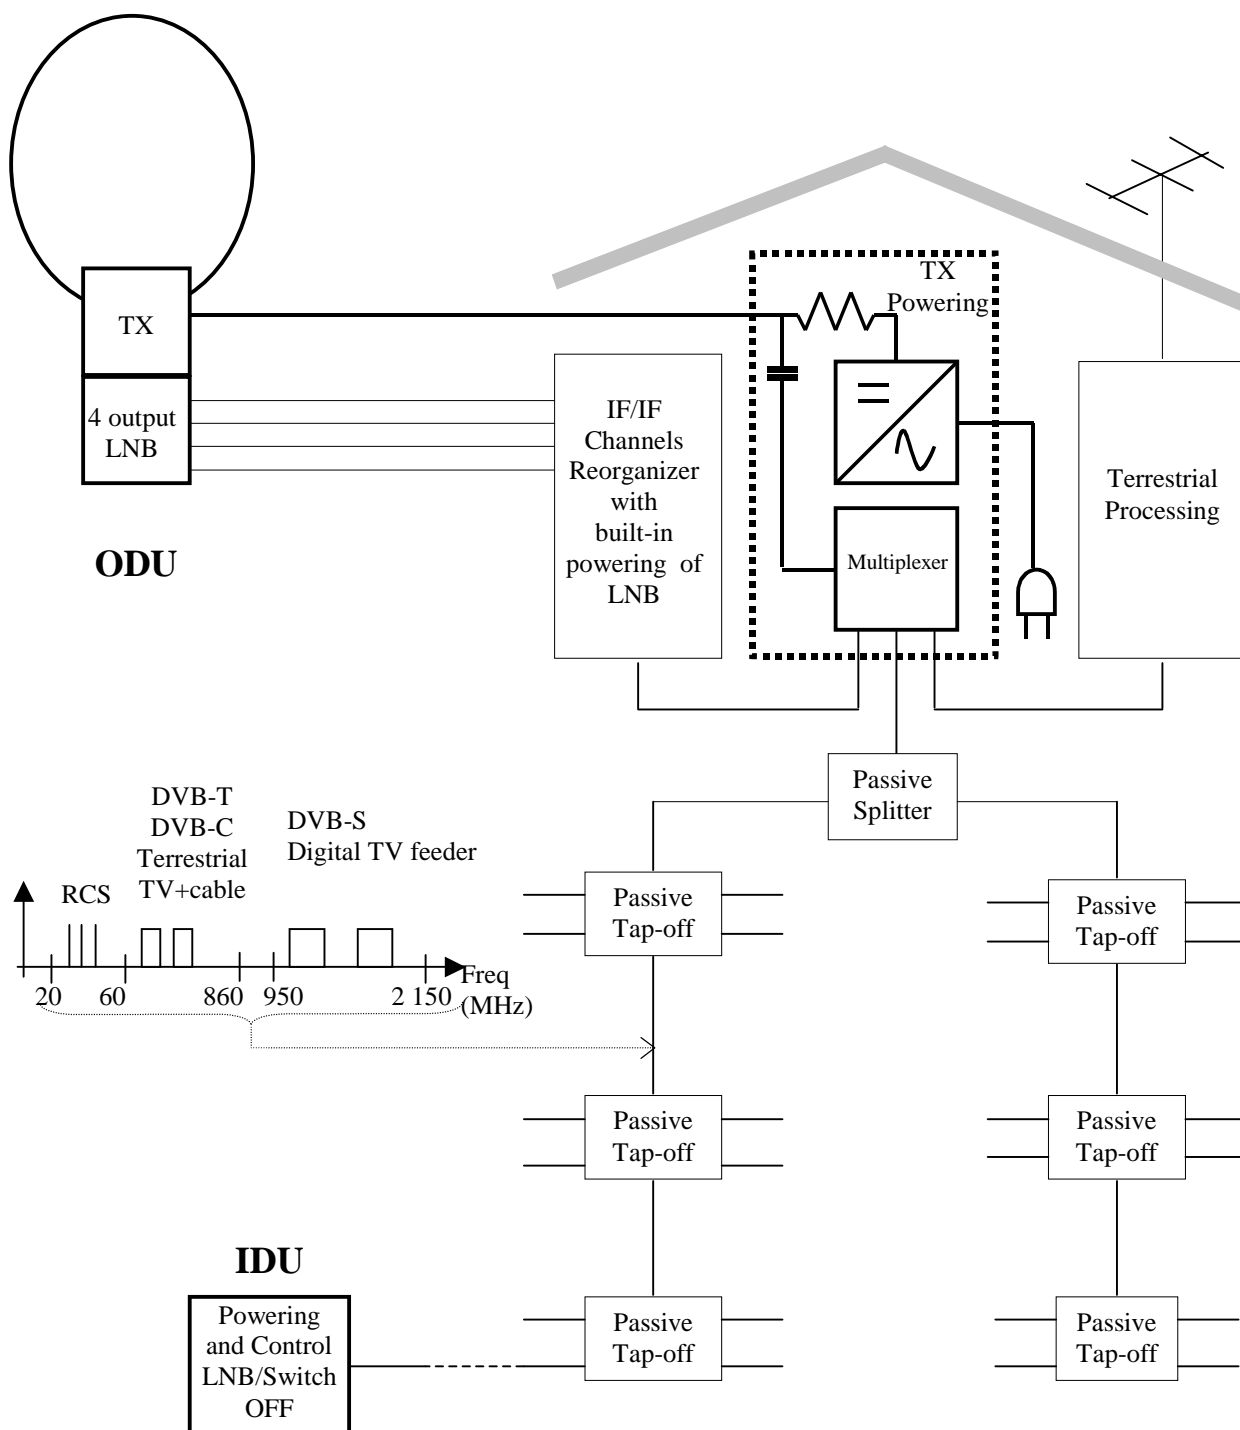 TX
Powering
TX
4 output
LNB
IF/IF
Channels
Reorganizer
with
built-in
powering of
LNB
Multiplexer
Terrestrial
Processing
ODU
Passive
Splitter
DVB-T
DVB-C
Terrestrial
TV+cable
DVB-S
Digital TV feeder
RCS
20
60
860
950
2 150
Freq
(MHz)
Passive
Tap-off
Passive
Tap-off
Passive
Tap-off
Passive
Tap-off
IDU
Powering
and Control
LNB/Switch
OFF
Passive
Tap-off
Passive
Tap-off